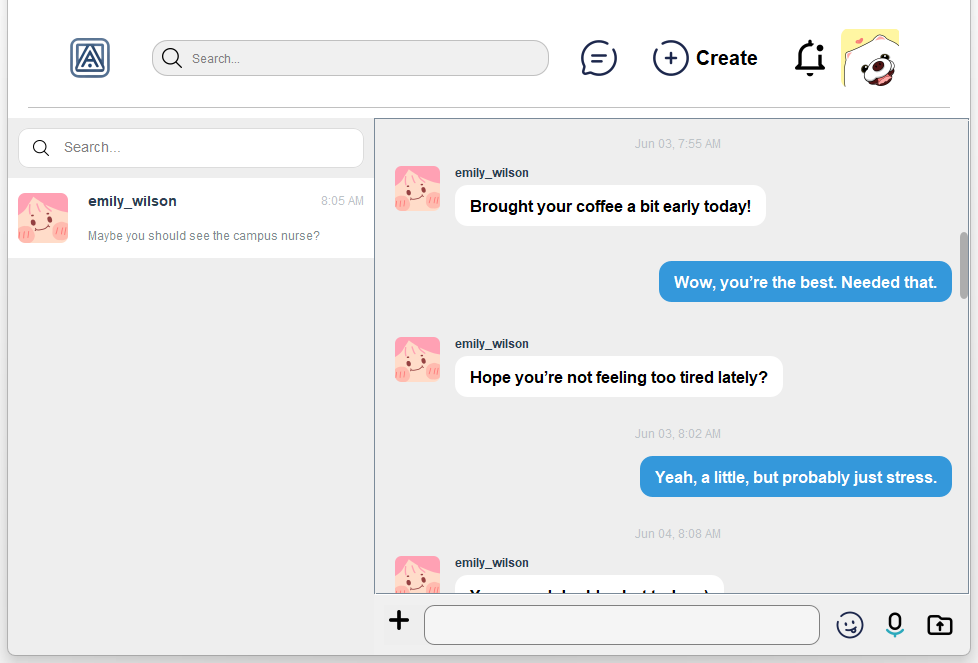 Search...
Create
Search...
emily_wilson
8:05 AM
Maybe you should see the campus nurse?
Jun 03, 7:55 AM
emily_wilson
Brought your coffee a bit early today!
Wow, you’re the best. Needed that.
emily_wilson
Hope you’re not feeling too tired lately?
Jun 03, 8:02 AM
Yeah, a little, but probably just stress.
Jun 04, 8:08 AM
emily_wilson